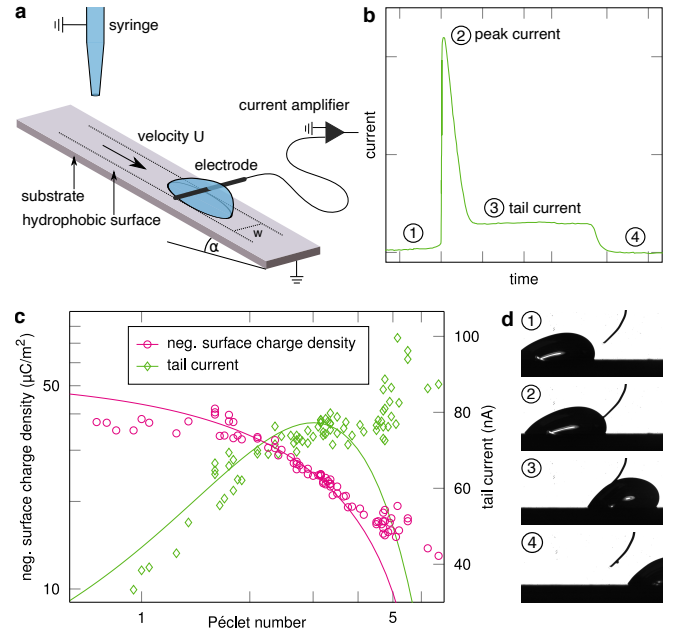 a
syringe
current amplifier
velocity U
electrode
substrate
hydrophobic surface
w
α
b
current
2 peak current
3 tail current
1
4
time
c
neg. surface charge density (μC/m²)
50
10
neg. surface charge density
tail current
100
80
60
40
tail current (nA)
1
5
Péclet number
d
1
2
3
4